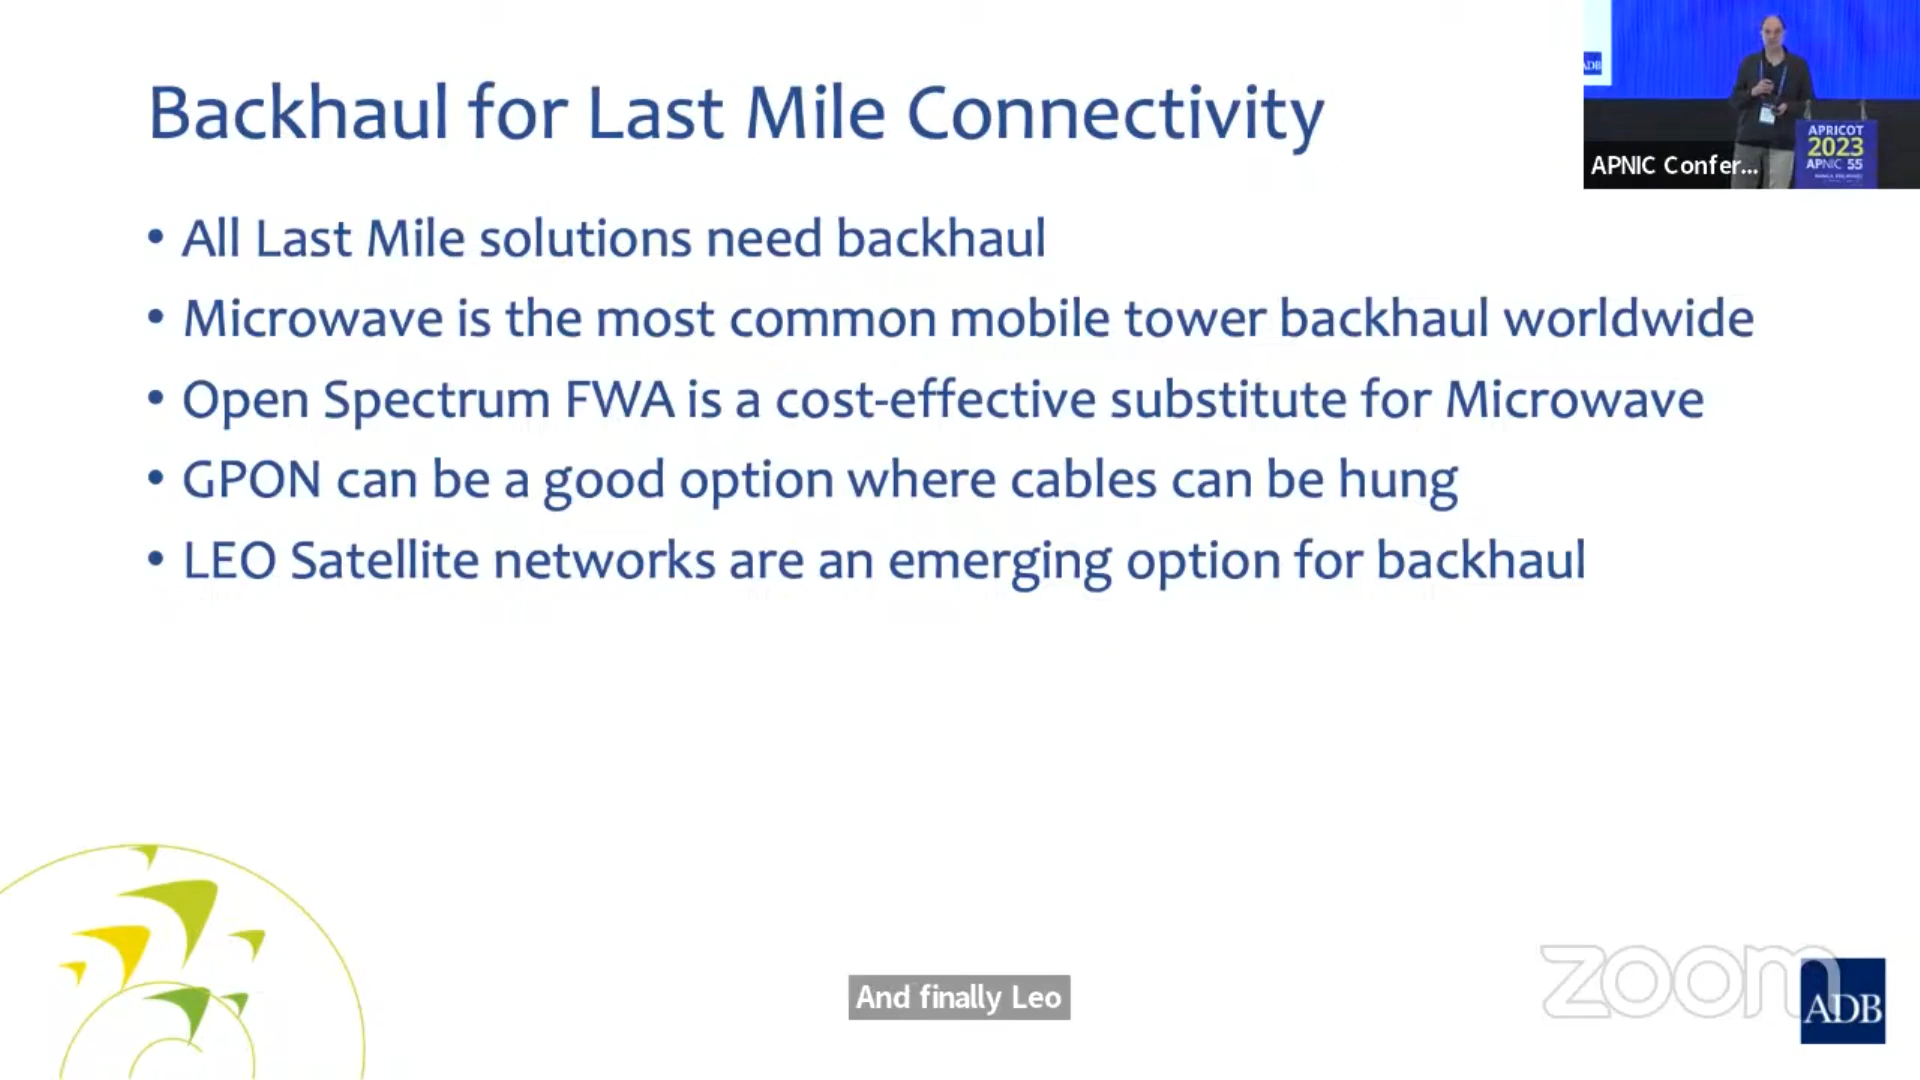 Backhaul for Last Mile Connectivity
• All Last Mile solutions need backhaul
• Microwave is the most common mobile tower backhaul worldwide
• Open Spectrum FWA is a cost-effective substitute for Microwave
• GPON can be a good option where cables can be hung
• LEO Satellite networks are an emerging option for backhaul
ADB
APRICOT
2023
APNIC 55
APNIC Confer...
And finally Leo
zoom
ADB